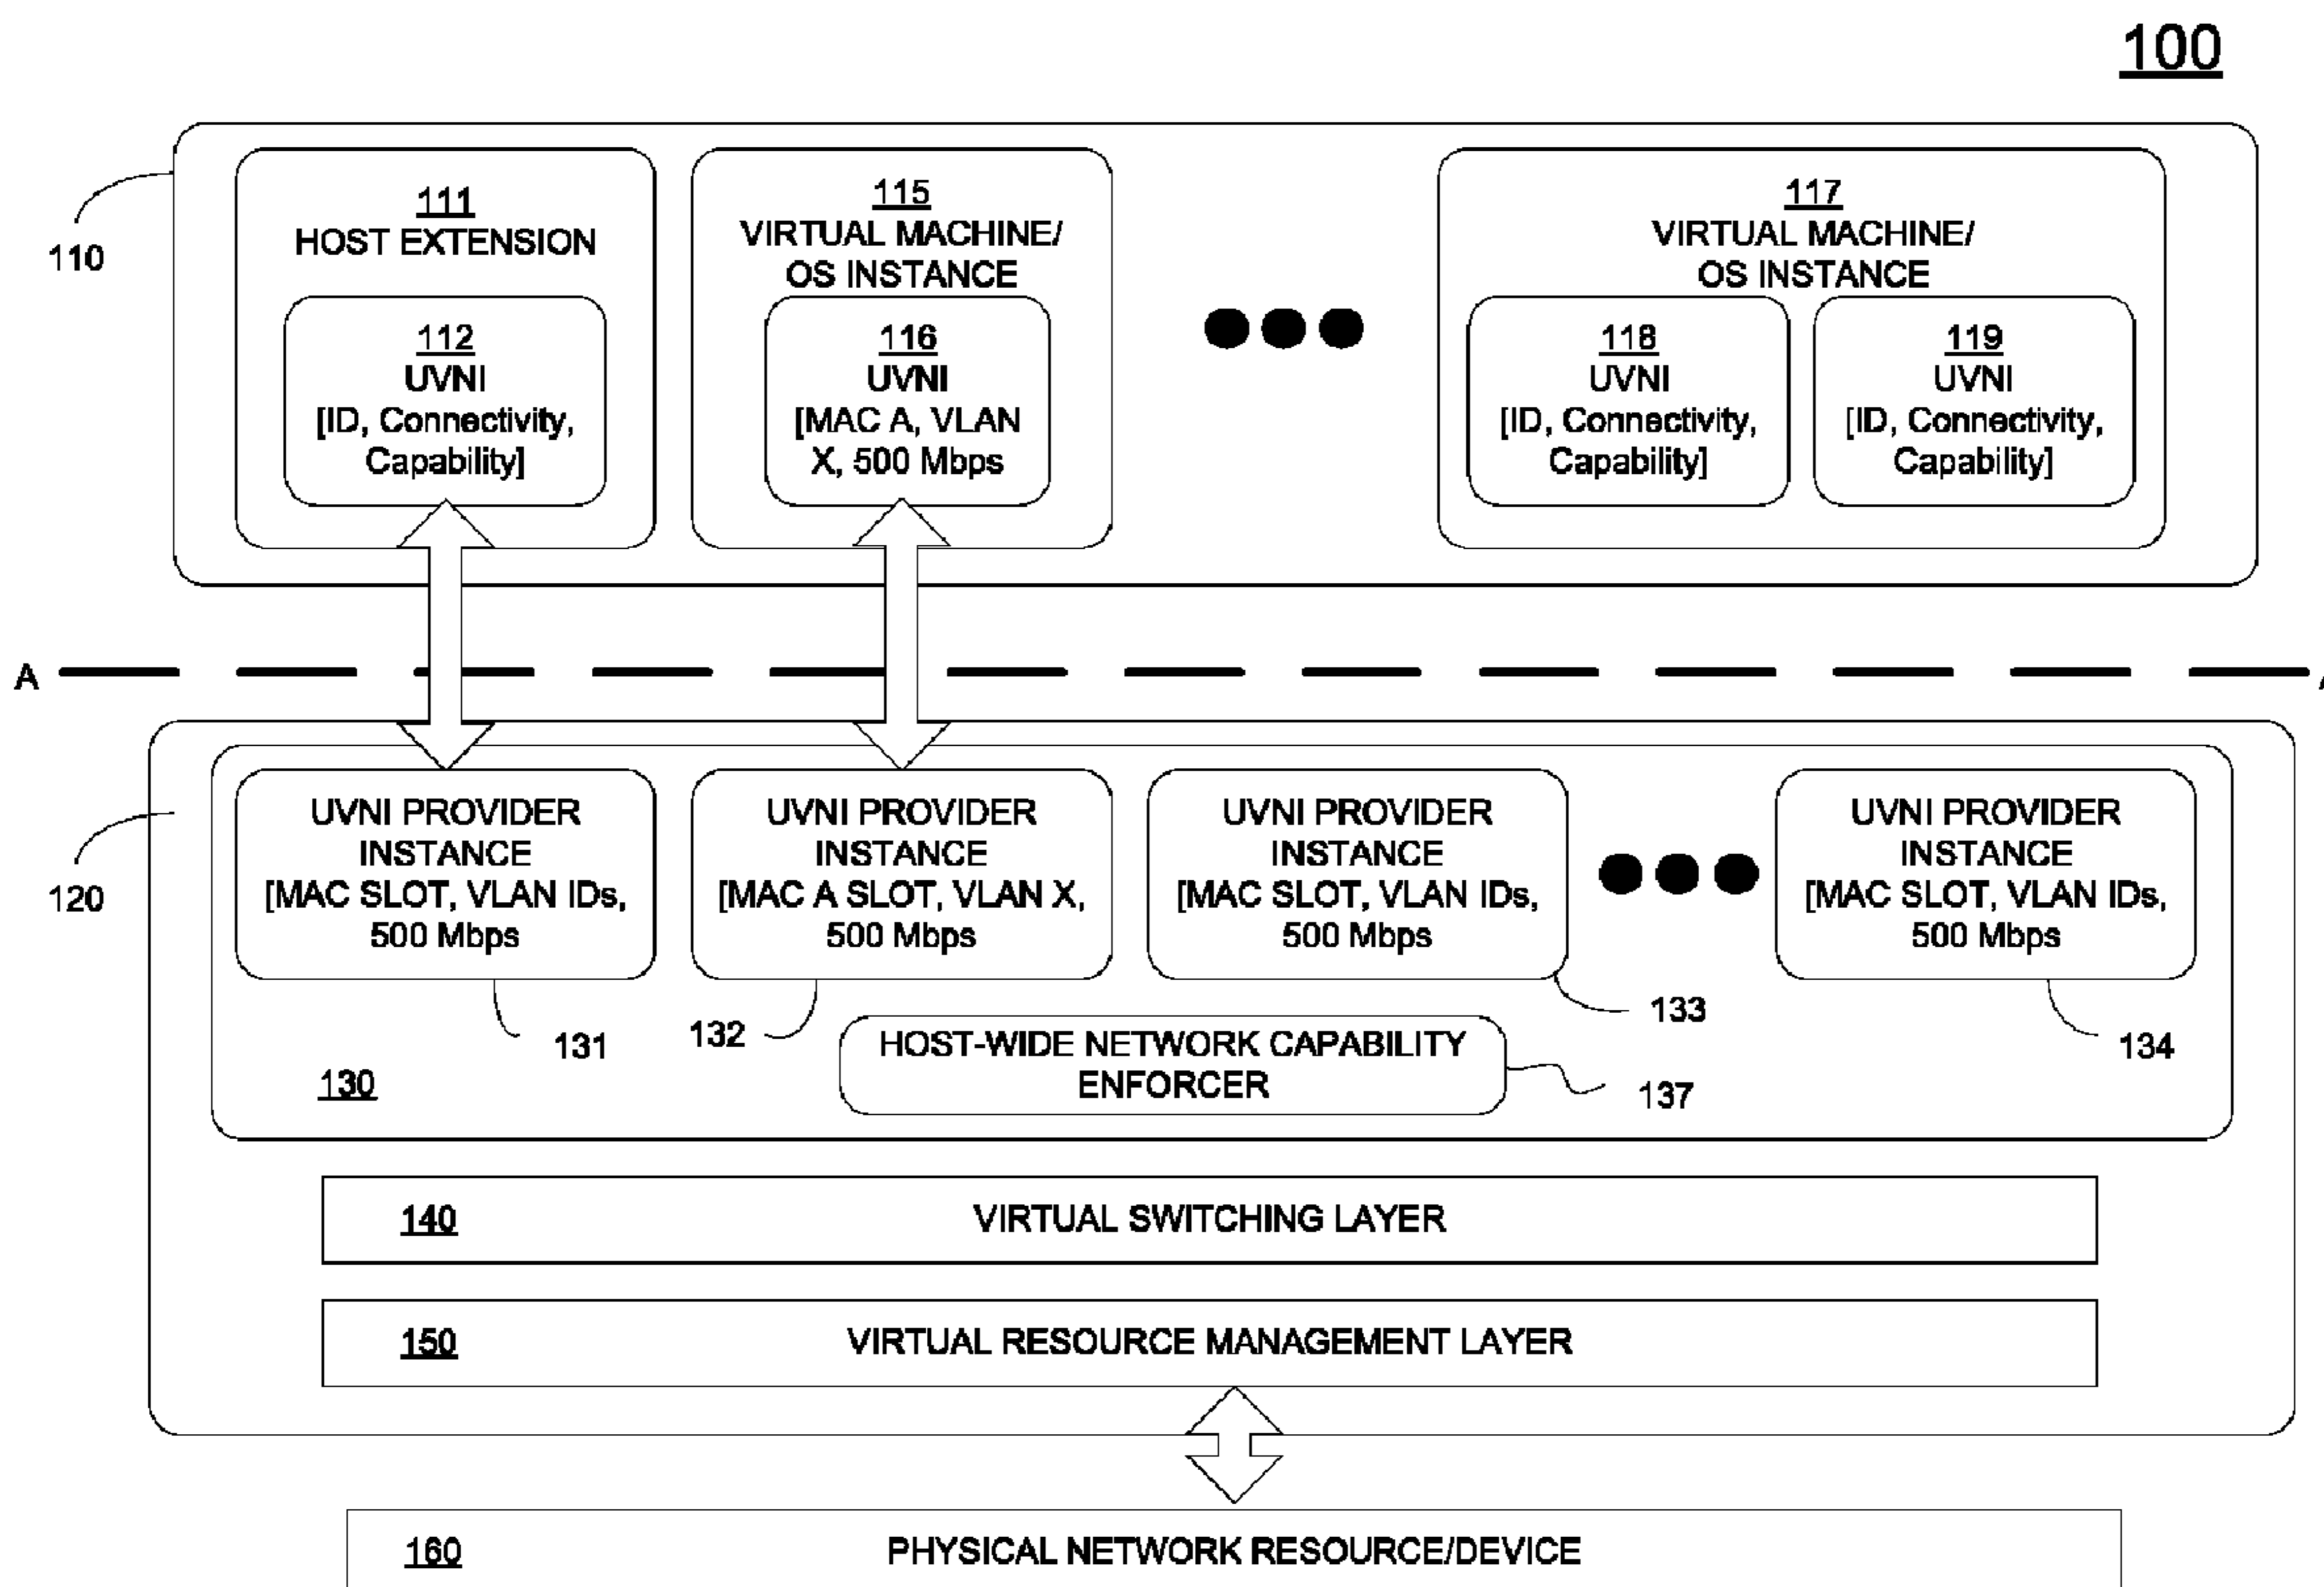 100
110
111
HOST EXTENSION
112
UVNI
[ID, Connectivity,
Capability]
115
VIRTUAL MACHINE/
OS INSTANCE
116
UVNI
[MAC A, VLAN
X, 500 Mbps
117
VIRTUAL MACHINE/
OS INSTANCE
118
UVNI
[ID, Connectivity,
Capability]
119
UVNI
[ID, Connectivity,
Capability]
A
120
UVNI PROVIDER
INSTANCE
[MAC SLOT, VLAN IDs,
500 Mbps
131
UVNI PROVIDER
INSTANCE
[MAC A SLOT, VLAN X,
500 Mbps
132
UVNI PROVIDER
INSTANCE
[MAC SLOT, VLAN IDs,
500 Mbps
133
UVNI PROVIDER
INSTANCE
[MAC SLOT, VLAN IDs,
500 Mbps
134
130
HOST-WIDE NETWORK CAPABILITY
ENFORCER
137
140
VIRTUAL SWITCHING LAYER
150
VIRTUAL RESOURCE MANAGEMENT LAYER
160
PHYSICAL NETWORK RESOURCE/DEVICE